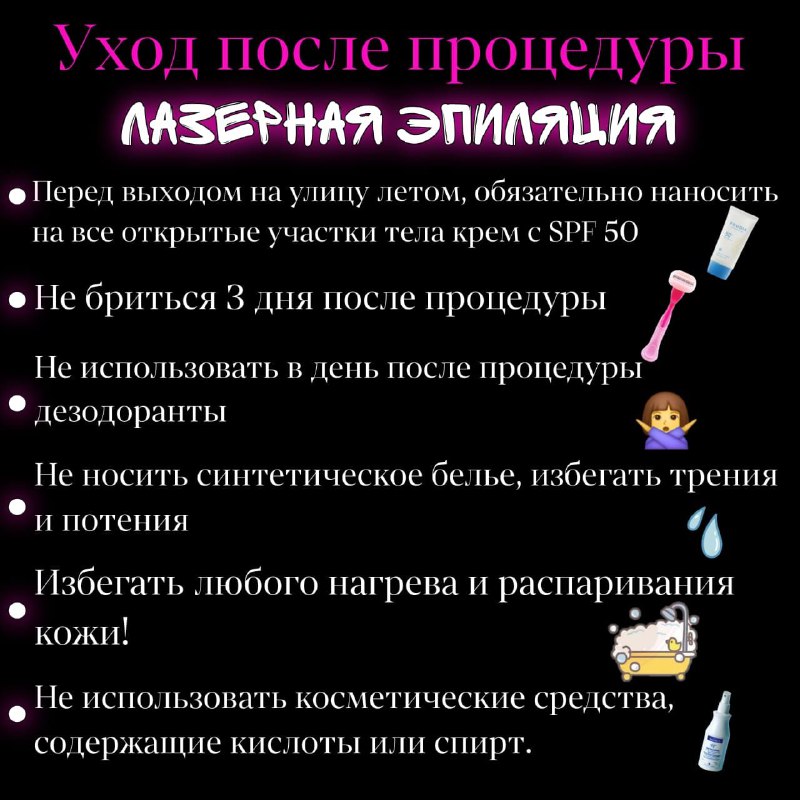 Уход после процедуры
ЛАЗЕРНАЯ ЭПИЛЯЦИЯ
Перед выходом на улицу летом, обязательно наносить
на все открытые участки тела крем с SPF 50
Не бриться 3 дня после процедуры
Не использовать в день после процедуры
дезодоранты
Не носить синтетическое белье, избегать трения
и потения
Избегать любого нагрева и распаривания
кожи!
Не использовать косметические средства,
содержащие кислоты или спирт.